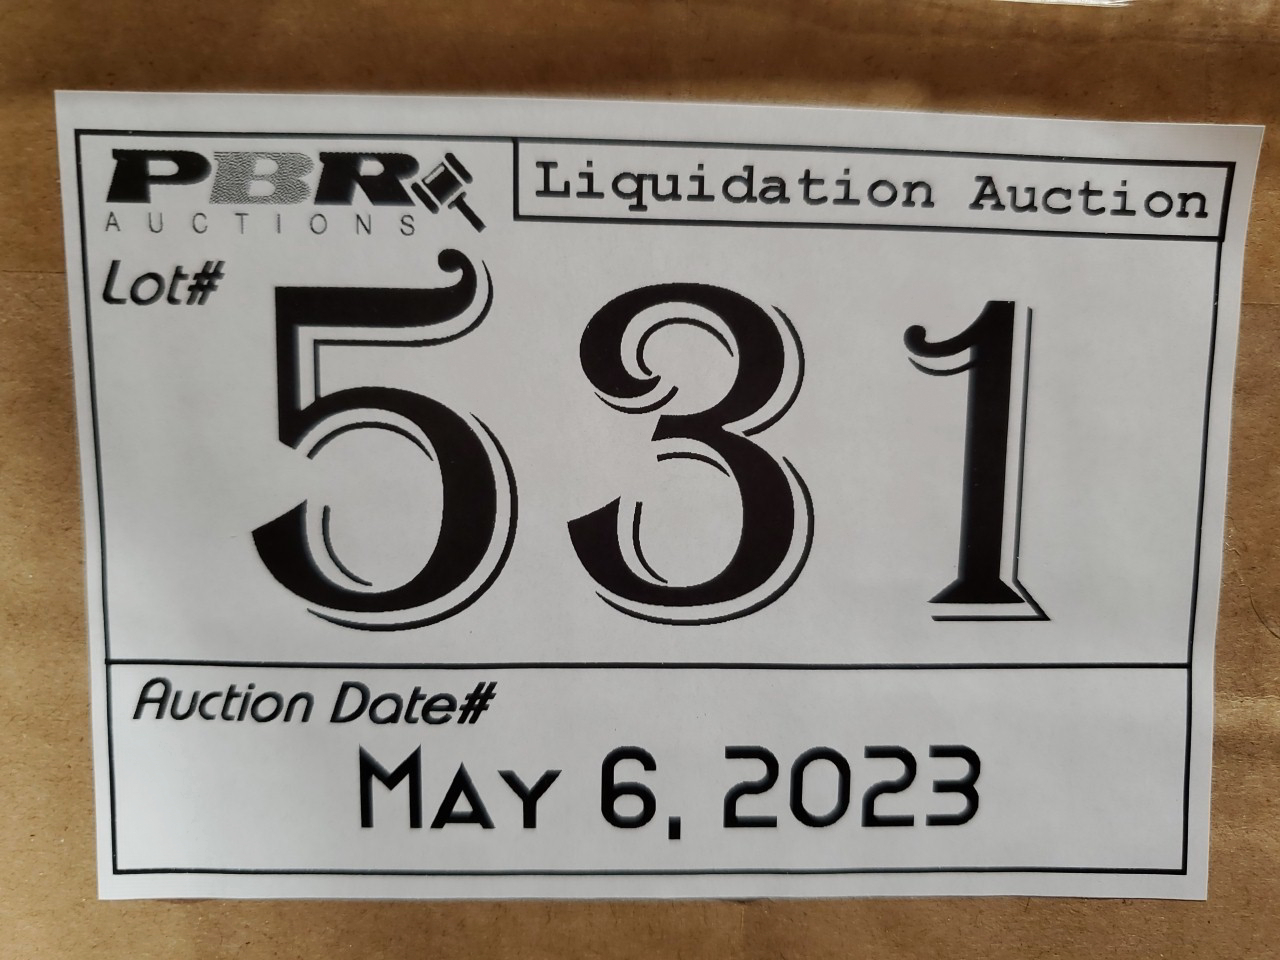 PBR
AUCTIONS
Liquidation Auction
Lot#
531
Auction Date#
May 6, 2023